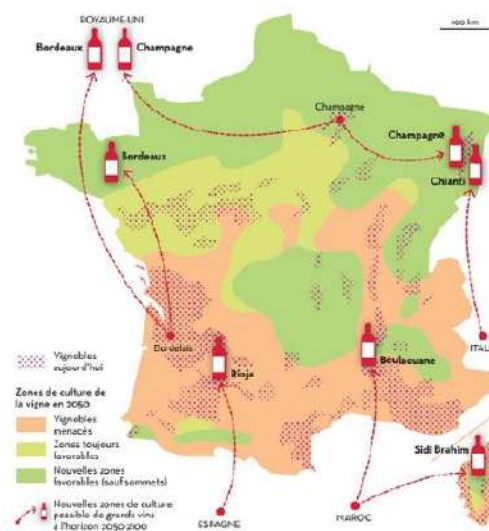 ROYAUME-UNI
100 km
Bordeaux
Champagne
Champagne
Champagne
Chianti
Bordeaux
Bordelais
Rioja
Boulaouane
ITALIE
Sidi Brahim
ESPAGNE
MAROC
Vignobles
aujourd'hui
Zones de culture de
la vigne en 2050
Vignobles
menacés
Zones toujours
favorables
Nouvelles zones
favorables (sauf sommets)
Nouvelles zones de culture
possible de grands vins
à l'horizon 2050-2100